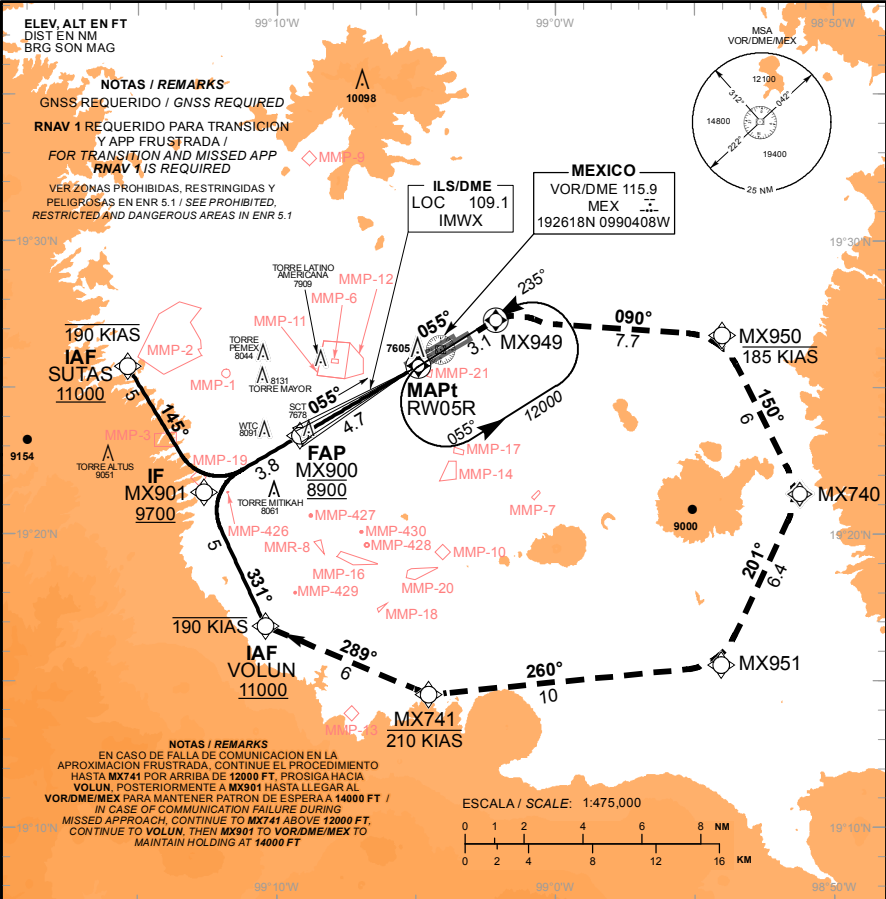 ELEV, ALT EN FT
DIST EN NM
BRG SON MAG
99°10'W
99°0'W
NOTAS / REMARKS
GNSS REQUERIDO / GNSS REQUIRED
RNAV 1 REQUERIDO PARA TRANSICION
Y APP FRUSTRADA /
FOR TRANSITION AND MISSED APP
RNAV 1 IS REQUIRED
VER ZONAS PROHIBIDAS, RESTRINGIDAS Y
PELIGROSAS EN ENR 5.1 / SEE PROHIBITED,
RESTRICTED AND DANGEROUS AREAS IN ENR 5.1
10098
MMP-9
MSA
VOR/DME/MEX
12100
312°
042°
14800
222°
19400
25 NM
ILS/DME
LOC 109.1
IMWX
MEXICO
VOR/DME 115.9
MEX
192618N 0990408W
19°30'
19°30'
TORRE LATINO
AMERICANA
7909
MMP-12
MMP-6
MMP-11
235°
055°
3.1
MX949
090°
7.7
MX950
185 KIAS
190 KIAS
IAF
SUTAS
11000
MMP-2
TORRE
PEMEX
8044
8131
TORRE MAYOR
MMP-1
7605
MMP-21
MAPt
RW05R
055°
12000
SCT
7678
055°
4.7
5
145°
MMP-3
WTC
8091
9154
TORRE ALTUS
9051
MMP-19
3.8
FAP
MX900
8900
IF
MX901
9700
TORRE MITIKAH
8061
MMP-17
MMP-14
MMP-7
150°
6
MX740
9000
19°20'
19°20'
MMP-426
MMP-427
MMP-430
MMP-428
MMR-8
MMP-10
MMP-16
MMP-20
MMP-429
MMP-18
5
331°
201°
6.4
190 KIAS
IAF
VOLUN
11000
289°
6
260°
10
MX951
MX741
210 KIAS
MMP-13
NOTAS / REMARKS
EN CASO DE FALLA DE COMUNICACION EN LA
APROXIMACION FRUSTRADA, CONTINUE EL PROCEDIMIENTO
HASTA MX741 POR ARRIBA DE 12000 FT, PROSIGA HACIA
VOLUN, POSTERIORMENTE A MX901 HASTA LLEGAR AL
VOR/DME/MEX PARA MANTENER PATRON DE ESPERA A 14000 FT /
IN CASE OF COMMUNICATION FAILURE DURING
MISSED APPROACH, CONTINUE TO MX741 ABOVE 12000 FT,
CONTINUE TO VOLUN, THEN MX901 TO VOR/DME/MEX TO
MAINTAIN HOLDING AT 14000 FT
ESCALA / SCALE: 1:475,000
0 1 2 4 6 8 NM
0 2 4 8 12 16 KM
19°10'
19°10'
99°10'W
99°0'W
98°50'W